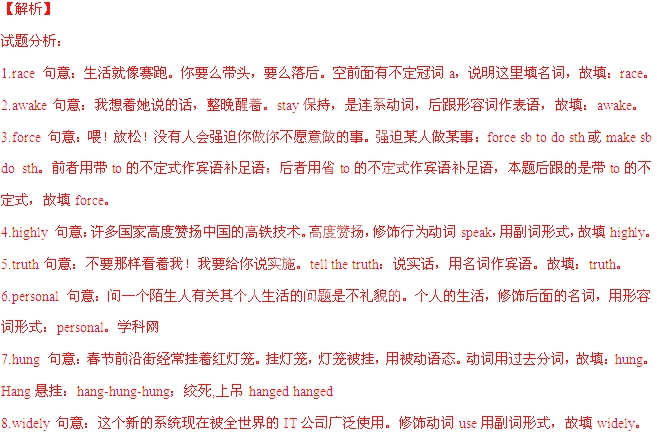 【解析】
试题分析：
1.race 句意：生活就像赛跑。你要么带头，要么落后。空前面有不定冠词 a，说明这里填名词，故填：race。
2.awake 句意：我想着她说的话，整晚醒着。stay 保持，是连系动词，后跟形容词作表语，故填：awake。
3.force 句意：喂！放松！没有人会强迫你做你不愿意做的事。强迫某人做某事：force sb to do sth 或 make sb
do sth。前者用带 to 的不定式作宾语补足语；后者用省 to 的不定式作宾语补足语，本题后跟的是带 to 的不
定式，故填 force。
4.highly 句意：许多国家高度赞扬中国的高铁技术。高度赞扬，修饰行为动词 speak，用副词形式，故填 highly。
5.truth 句意：不要那样看着我！我要给你说实施。tell the truth：说实话，用名词作宾语。故填：truth。
6.personal 句意：问一个陌生人有关其个人生活的问题是不礼貌的。个人的生活，修饰后面的名词，用形容
词形式：personal。学科网
7.hung 句意：春节前沿街经常挂着红灯笼。挂灯笼，灯笼被挂，用被动语态。动词用过去分词，故填：hung。
Hang 悬挂：hang-hung-hung；绞死,上吊 hanged hanged
8.widely 句意：这个新的系统现在被全世界的 IT 公司广泛使用。修饰动词 use 用副词形式，故填 widely。